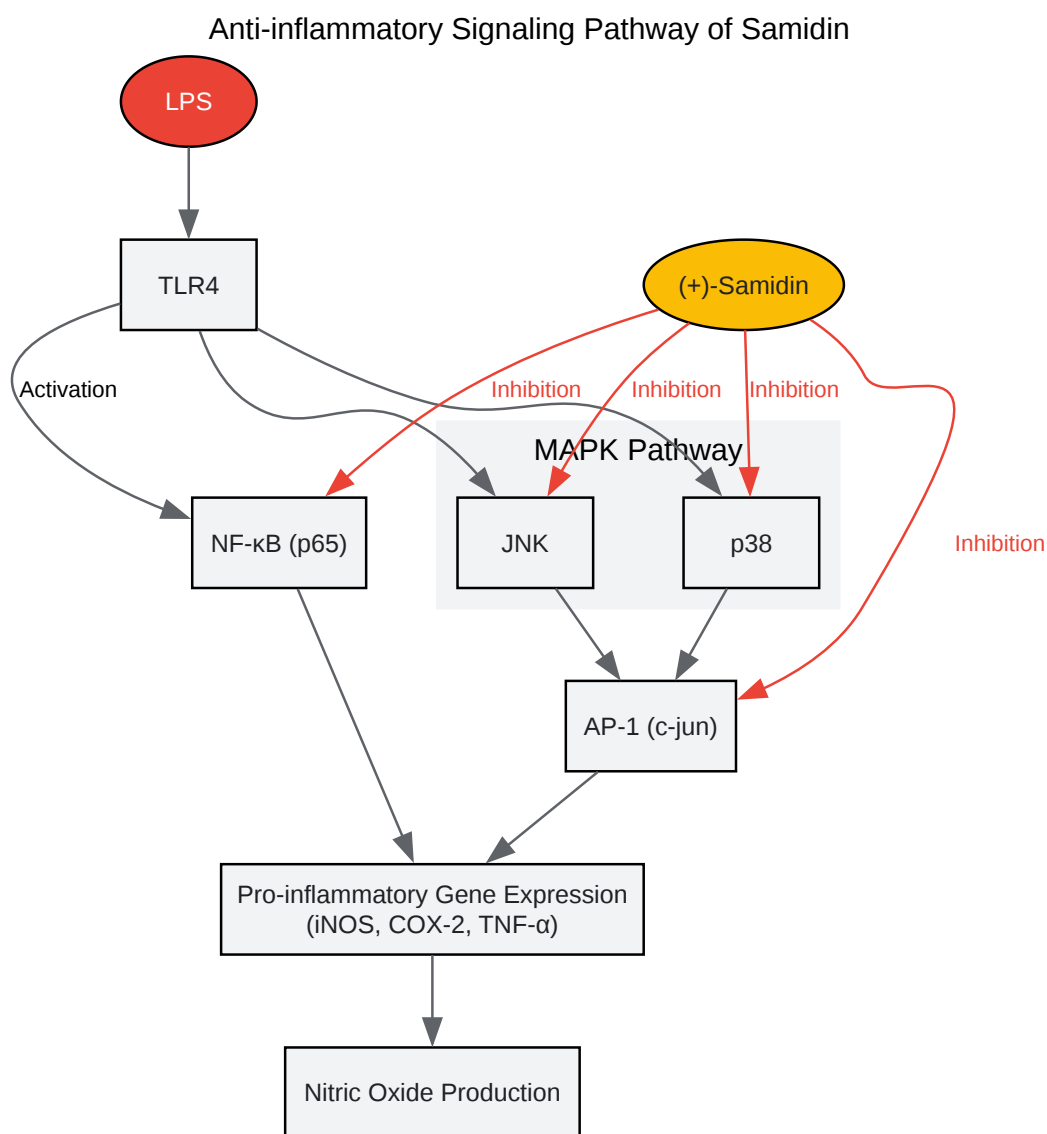 Anti-inflammatory Signaling Pathway of Samidin
LPS
TLR4
(+)-Samidin
Activation
Inhibition
Inhibition
Inhibition
MAPK Pathway
NF-κB (p65)
JNK
p38
Inhibition
AP-1 (c-jun)
Pro-inflammatory Gene Expression
(iNOS, COX-2, TNF-α)
Nitric Oxide Production